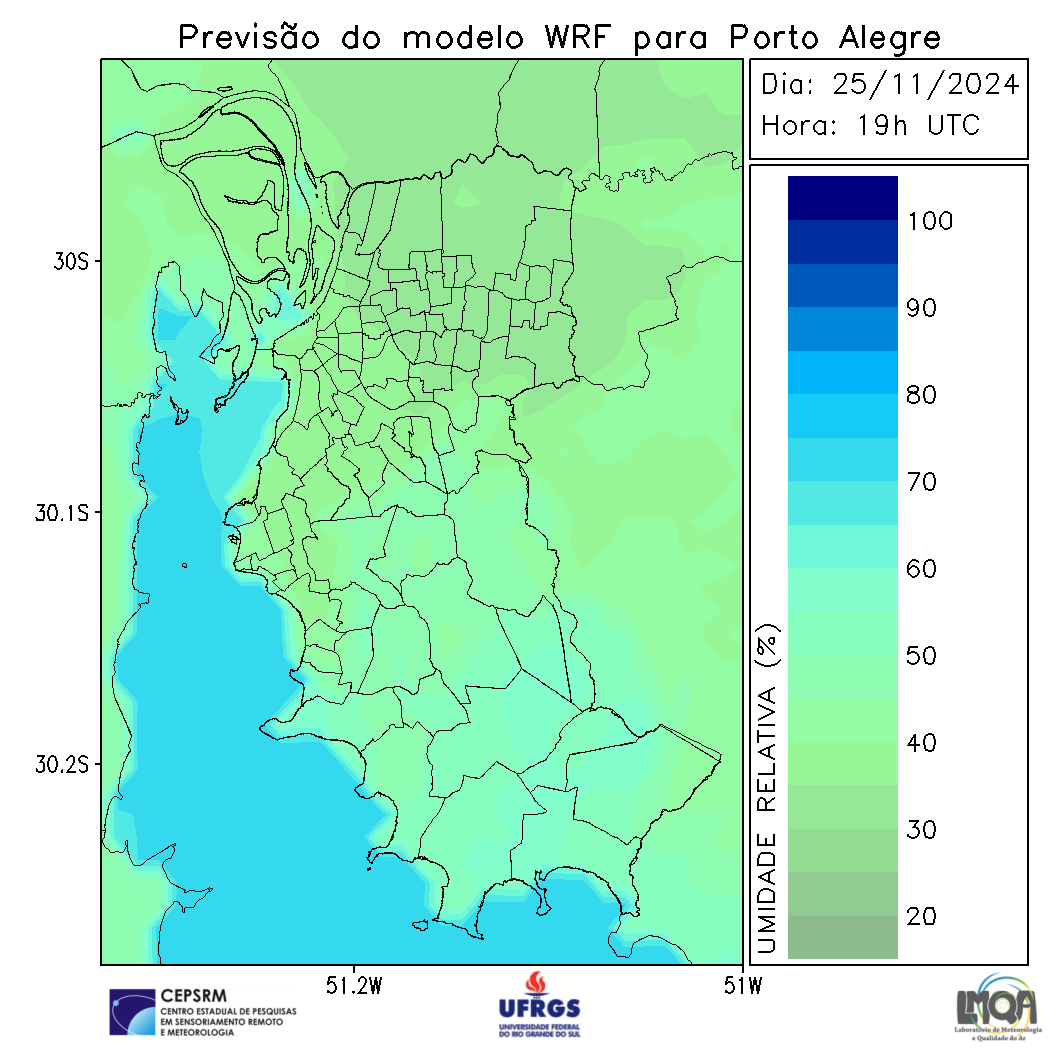 Previsão do modelo WRF para Porto Alegre
Dia: 25/11/2024
Hora: 19h UTC
30S
30.1S
30.2S
51.2W
51W
UMIDADE RELATIVA (%)
100
90
80
70
60
50
40
30
20
CEPSRM
CENTRO ESTADUAL DE PESQUISAS
EM SENSORIAMENTO REMOTO
E METEOROLOGIA
UFRGS
UNIVERSIDADE FEDERAL
DO RIO GRANDE DO SUL
LMQA
Laboratório de Meteorologia
e Qualidade do Ar